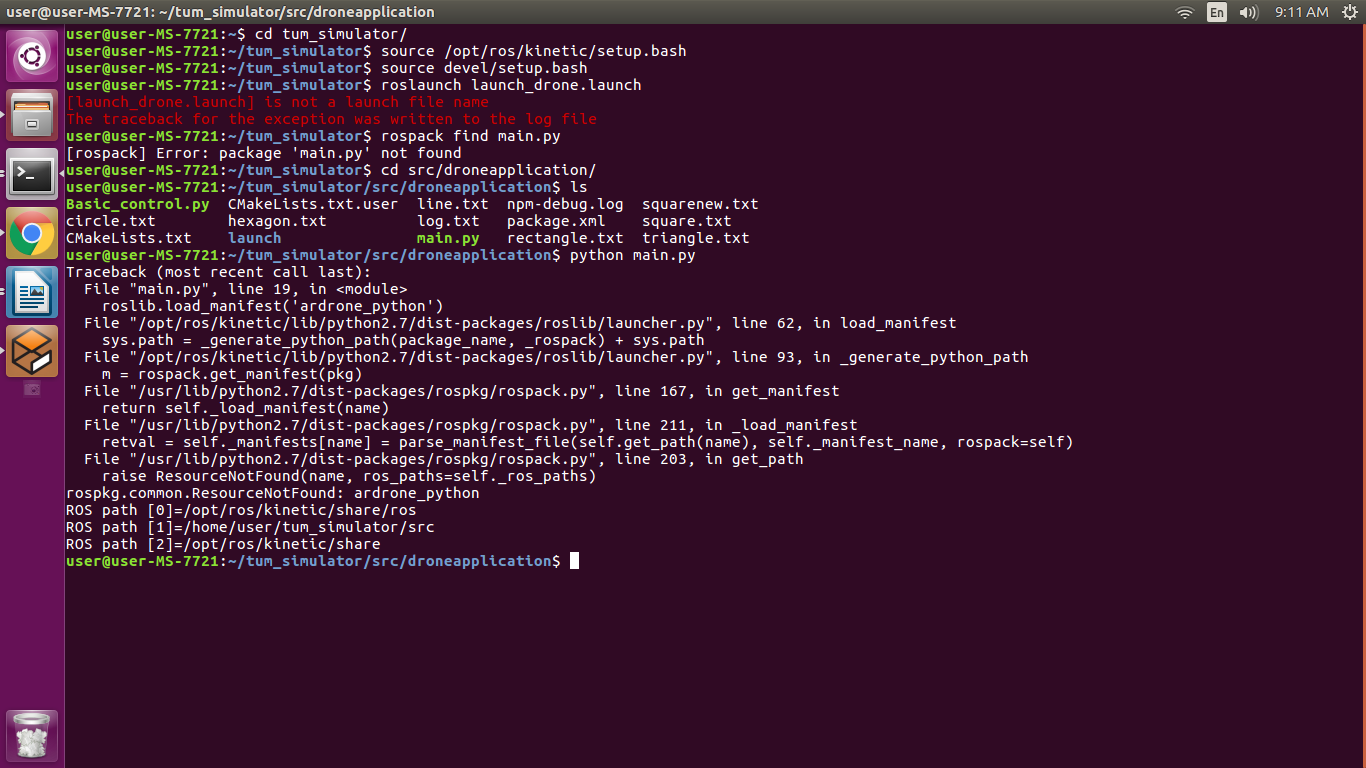 user@user-MS-7721: ~/tum_simulator/src/droneapplication
En
9:11 AM
user@user-MS-7721:~$ cd tum_simulator/
user@user-MS-7721:~/tum_simulator$ source /opt/ros/kinetic/setup.bash
user@user-MS-7721:~/tum_simulator$ source devel/setup.bash
user@user-MS-7721:~/tum_simulator$ roslaunch launch_drone.launch
[launch_drone.launch] is not a launch file name
The traceback for the exception was written to the log file
user@user-MS-7721:~/tum_simulator$ rospack find main.py
[rospack] Error: package 'main.py' not found
user@user-MS-7721:~/tum_simulator$ cd src/droneapplication/
user@user-MS-7721:~/tum_simulator/src/droneapplication$ ls
Basic_control.py  CMakeLists.txt.user  line.txt  npm-debug.log  squarenew.txt
circle.txt        hexagon.txt          log.txt   package.xml    square.txt
CMakeLists.txt    launch               main.py   rectangle.txt  triangle.txt
user@user-MS-7721:~/tum_simulator/src/droneapplication$ python main.py
Traceback (most recent call last):
  File "main.py", line 19, in <module>
    roslib.load_manifest('ardrone_python')
  File "/opt/ros/kinetic/lib/python2.7/dist-packages/roslib/launcher.py", line 62, in load_manifest
    sys.path = _generate_python_path(package_name, _rospack) + sys.path
  File "/opt/ros/kinetic/lib/python2.7/dist-packages/roslib/launcher.py", line 93, in _generate_python_path
    m = rospack.get_manifest(pkg)
  File "/usr/lib/python2.7/dist-packages/rospkg/rospack.py", line 167, in get_manifest
    return self._load_manifest(name)
  File "/usr/lib/python2.7/dist-packages/rospkg/rospack.py", line 211, in _load_manifest
    retval = self._manifests[name] = parse_manifest_file(self.get_path(name), self._manifest_name, rospack=self)
  File "/usr/lib/python2.7/dist-packages/rospkg/rospack.py", line 203, in get_path
    raise ResourceNotFound(name, ros_paths=self._ros_paths)
rospkg.common.ResourceNotFound: ardrone_python
ROS path [0]=/opt/ros/kinetic/share/ros
ROS path [1]=/home/user/tum_simulator/src
ROS path [2]=/opt/ros/kinetic/share
user@user-MS-7721:~/tum_simulator/src/droneapplication$